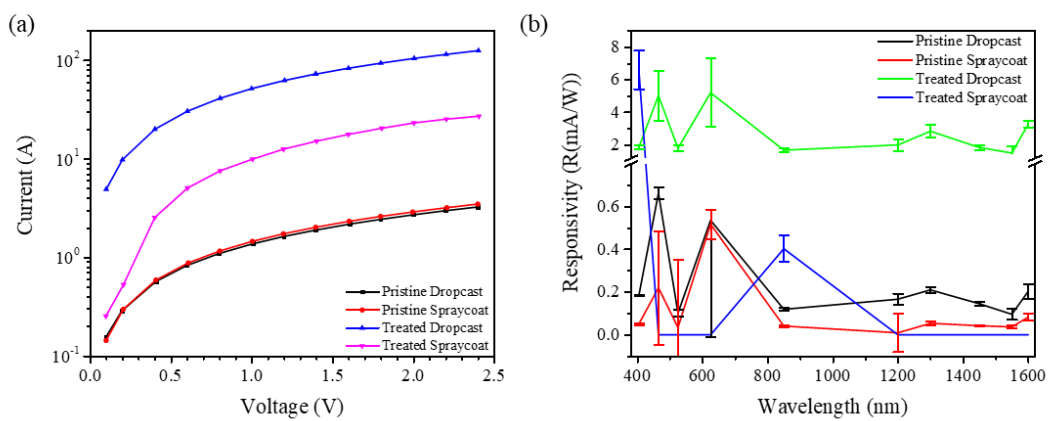 (a)
Current (A)
10^2
10^1
10^0
10^-1
0.0 0.5 1.0 1.5 2.0 2.5
Voltage (V)
Pristine Dropcast
Pristine Spraycoat
Treated Dropcast
Treated Spraycoat
(b)
Responsivity (R(mA/W))
8
6
4
2
0.6
0.4
0.2
0.0
400 600 800 1000 1200 1400 1600
Wavelength (nm)
Pristine Dropcast
Pristine Spraycoat
Treated Dropcast
Treated Spraycoat